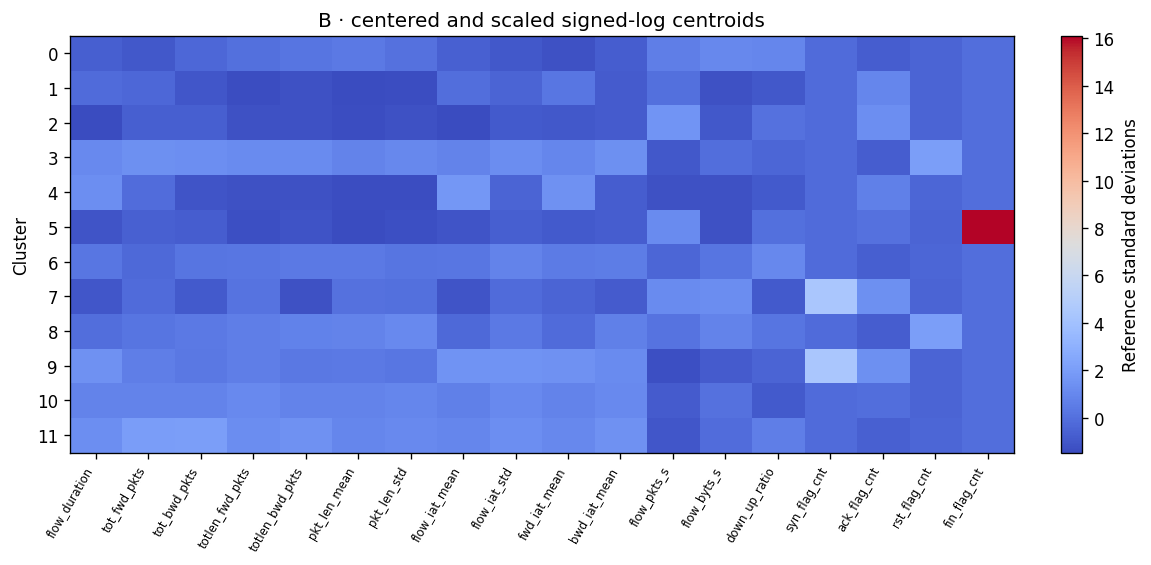 B · centered and scaled signed-log centroids
Cluster
0
1
2
3
4
5
6
7
8
9
10
11
flow_duration
tot_fwd_pkts
tot_bwd_pkts
totlen_fwd_pkts
totlen_bwd_pkts
pkt_len_mean
pkt_len_std
flow_iat_mean
flow_iat_std
fwd_iat_mean
bwd_iat_mean
flow_pkts_s
flow_byts_s
down_up_ratio
syn_flag_cnt
ack_flag_cnt
rst_flag_cnt
fin_flag_cnt
16
14
12
10
8
6
4
2
0
Reference standard deviations